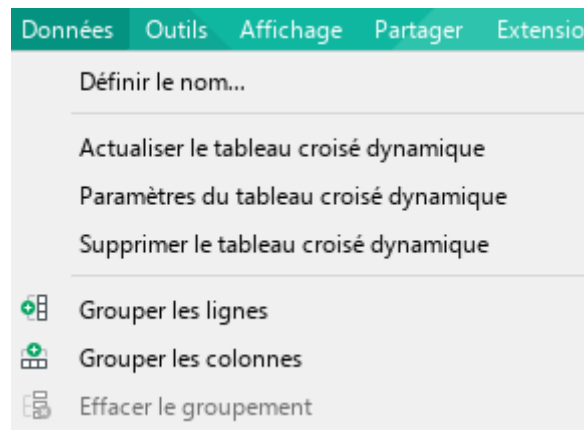 Données Outils Affichage Partager Extensio
Définir le nom...
Actualiser le tableau croisé dynamique
Paramètres du tableau croisé dynamique
Supprimer le tableau croisé dynamique
Grouper les lignes
Grouper les colonnes
Effacer le groupement